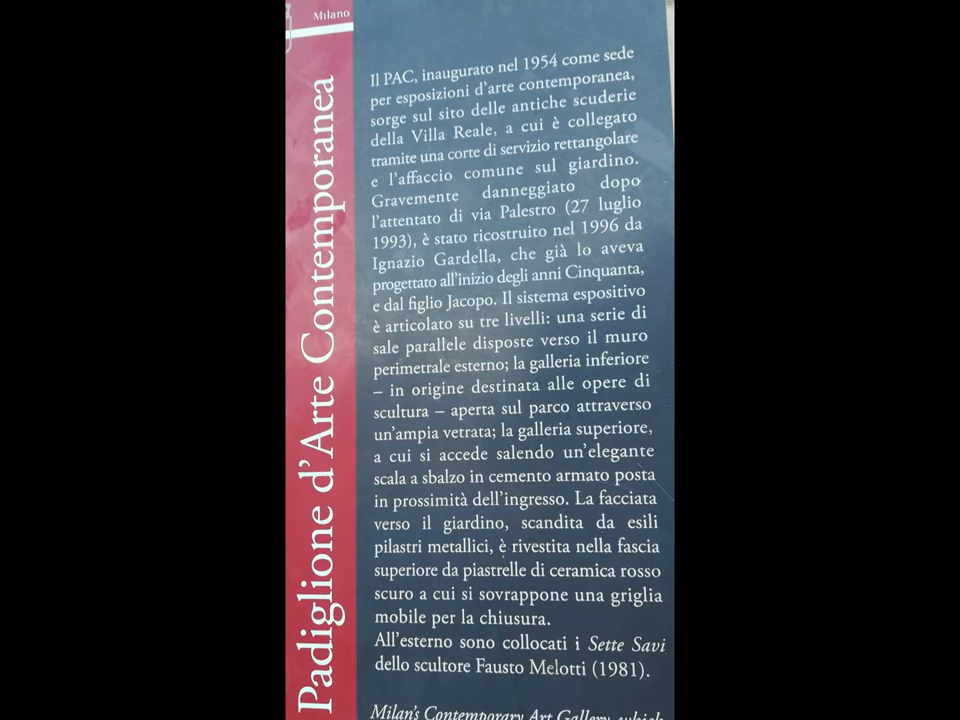 Milano
Padiglione d'Arte Contemporanea
Il PAC, inaugurato nel 1954 come sede
per esposizioni d'arte contemporanea,
sorge sul sito delle antiche scuderie
della Villa Reale, a cui è collegato
tramite una corte di servizio rettangolare
e l'affaccio comune sul giardino.
Gravemente danneggiato dopo
l'attentato di via Palestro (27 luglio
1993), è stato ricostruito nel 1996 da
Ignazio Gardella, che già lo aveva
progettato all'inizio degli anni Cinquanta,
e dal figlio Jacopo. Il sistema espositivo
è articolato su tre livelli: una serie di
sale parallele disposte verso il muro
perimetrale esterno; la galleria inferiore
– in origine destinata alle opere di
scultura – aperta sul parco attraverso
un'ampia vetrata; la galleria superiore,
a cui si accede salendo un'elegante
scala a sbalzo in cemento armato posta
in prossimità dell'ingresso. La facciata
verso il giardino, scandita da esili
pilastri metallici, è rivestita nella fascia
superiore da piastrelle di ceramica rosso
scuro a cui si sovrappone una griglia
mobile per la chiusura.
All'esterno sono collocati i Sette Savi
dello scultore Fausto Melotti (1981).
Milan's Contemporary Art Gallery, which